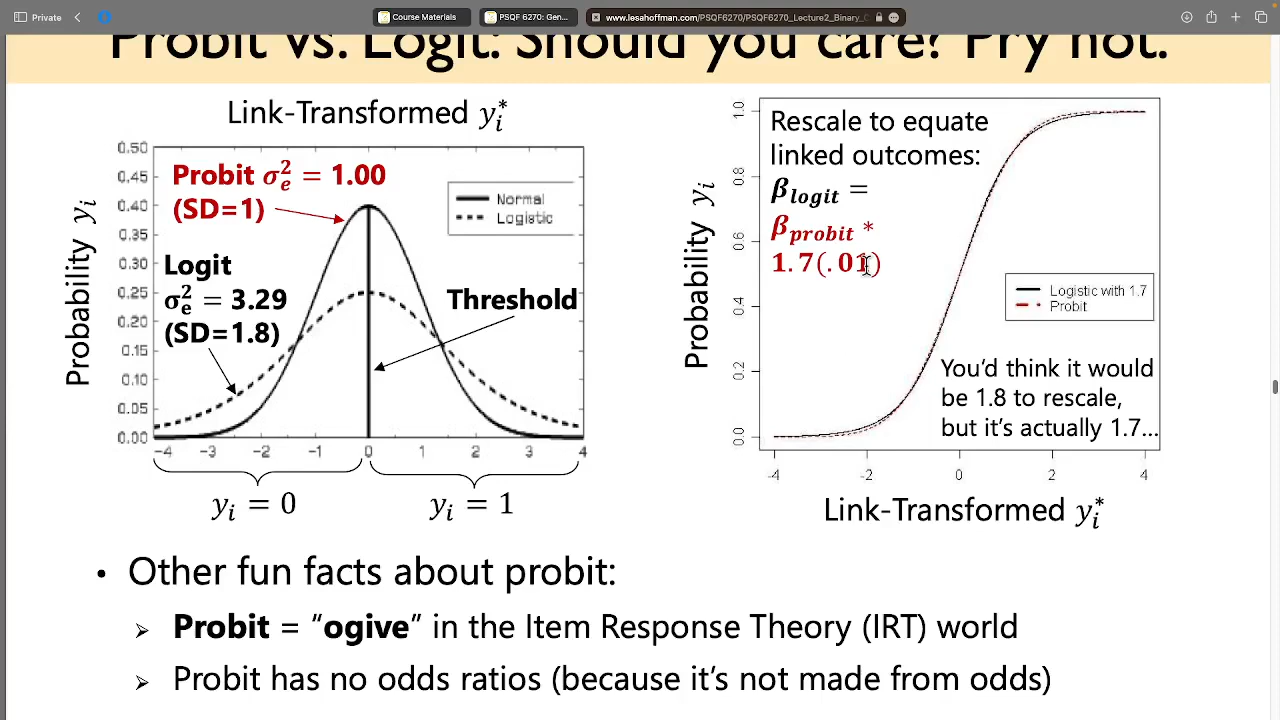 Private
Course Materials
PSQF 6270: Gen...
www.lesahoffman.com/PSQF6270/PSQF6270_Lecture2_Binary_
Probit vs. Logit: Should you care? Pry not.
Link-Transformed yᵢ*
Probability yᵢ
0.50
0.45
0.40
0.35
0.30
0.25
0.20
0.15
0.10
0.05
0.00
Probit σₑ² = 1.00
(SD=1)
Normal
Logistic
Logit
σₑ² = 3.29
(SD=1.8)
Threshold
-4 -3 -2 -1 0 1 2 3 4
yᵢ = 0 yᵢ = 1
Probability yᵢ
1.0
0.8
0.6
0.4
0.2
0.0
Rescale to equate
linked outcomes:
β_logit =
β_probit *
1.7(.01)
Logistic with 1.7
Probit
You'd think it would
be 1.8 to rescale,
but it's actually 1.7...
-4 -2 0 2 4
Link-Transformed yᵢ*
• Other fun facts about probit:
➢ Probit = "ogive" in the Item Response Theory (IRT) world
➢ Probit has no odds ratios (because it's not made from odds)